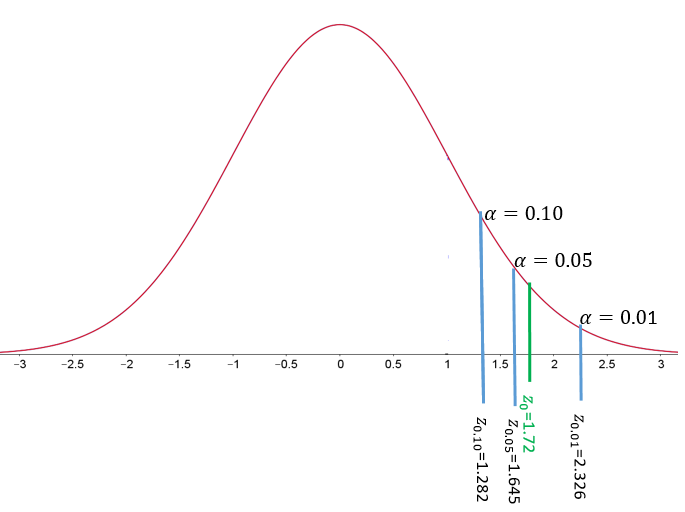 α = 0.10
α = 0.05
α = 0.01
−3 −2.5 −2 −1.5 −1 −0.5 0 0.5 1 1.5 2 2.5 3
z₀.₁₀=1.282
z₀.₀₅=1.645
z₀=1.72
z₀.₀₁=2.326